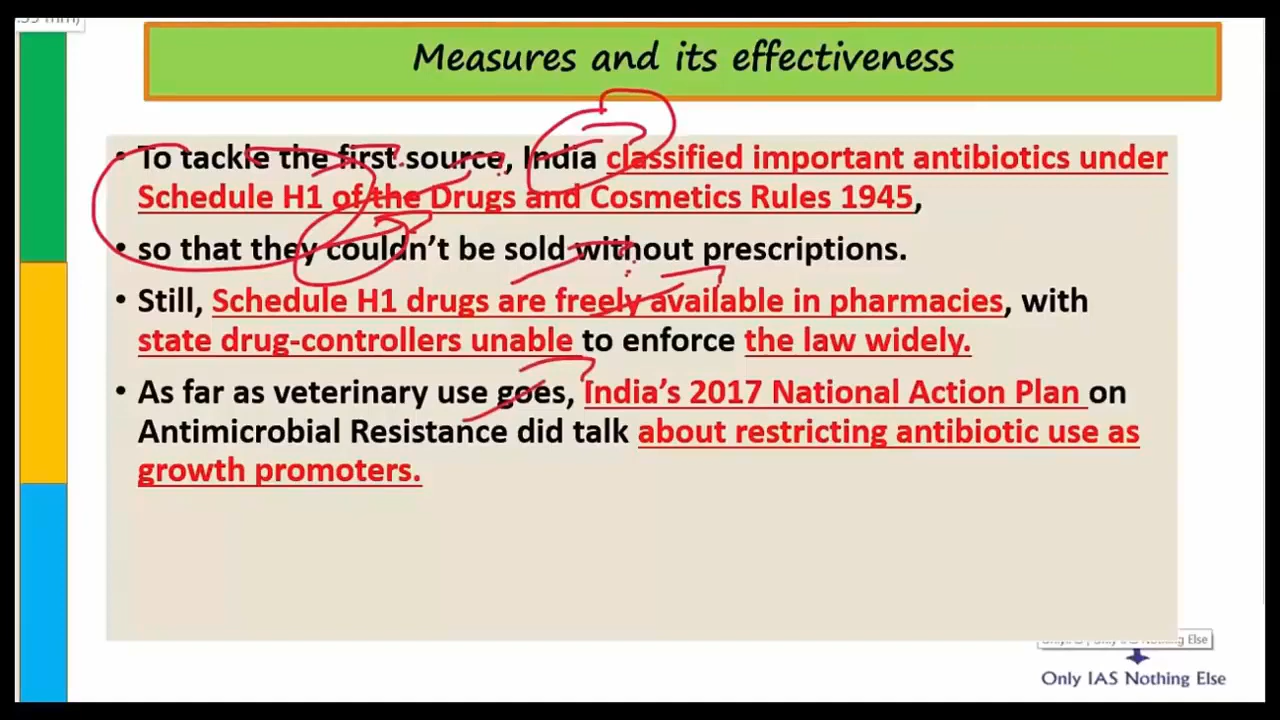 Measures and its effectiveness
• To tackle the first source, India classified important antibiotics under
Schedule H1 of the Drugs and Cosmetics Rules 1945,
• so that they couldn't be sold without prescriptions.
• Still, Schedule H1 drugs are freely available in pharmacies, with
state drug-controllers unable to enforce the law widely.
• As far as veterinary use goes, India's 2017 National Action Plan on
Antimicrobial Resistance did talk about restricting antibiotic use as
growth promoters.
Nothing Else
Only IAS Nothing Else